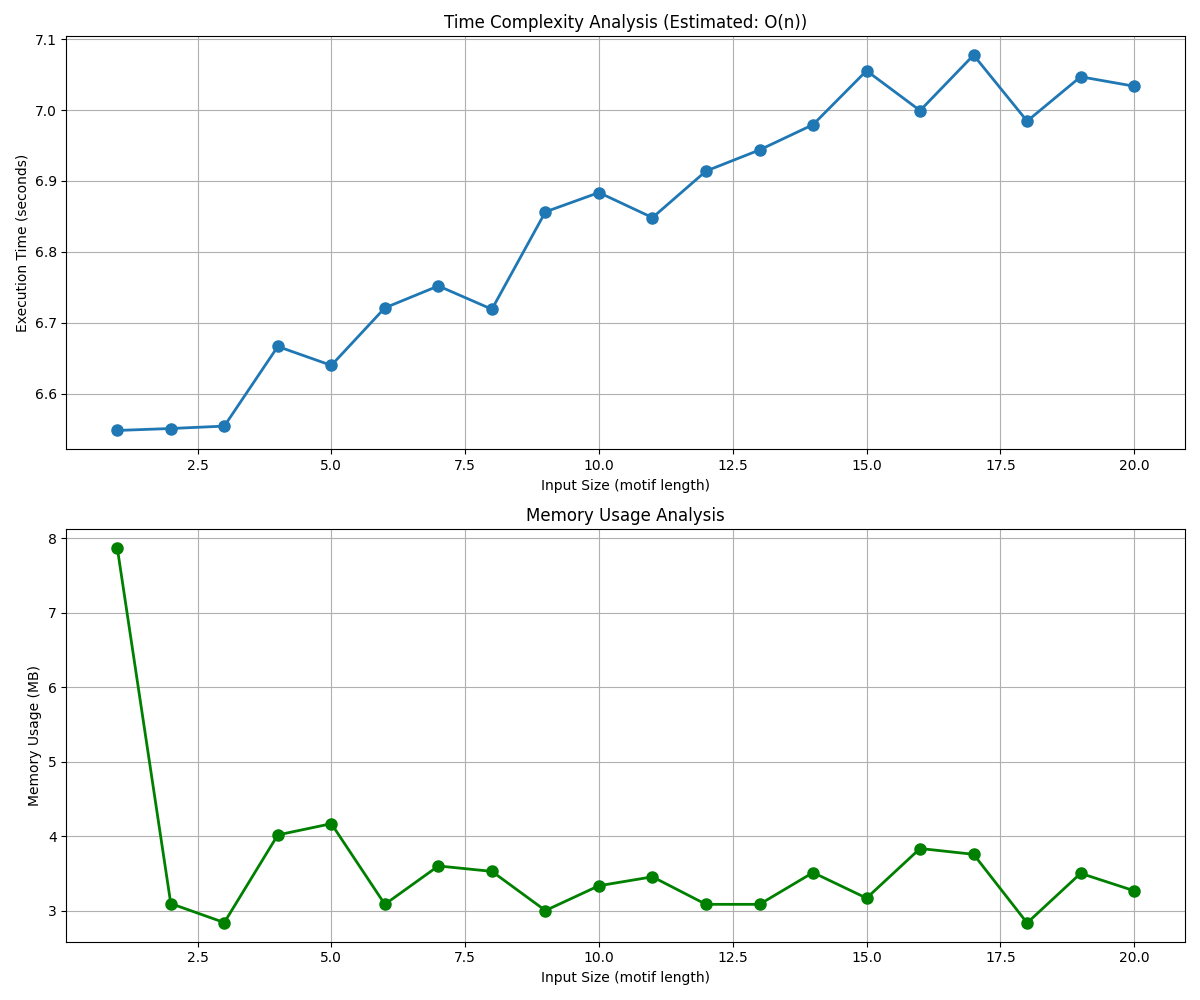 Time Complexity Analysis (Estimated: O(n))
Execution Time (seconds)
7.1
7.0
6.9
6.8
6.7
6.6
2.5 5.0 7.5 10.0 12.5 15.0 17.5 20.0
Input Size (motif length)
Memory Usage Analysis
Memory Usage (MB)
8
7
6
5
4
3
2.5 5.0 7.5 10.0 12.5 15.0 17.5 20.0
Input Size (motif length)